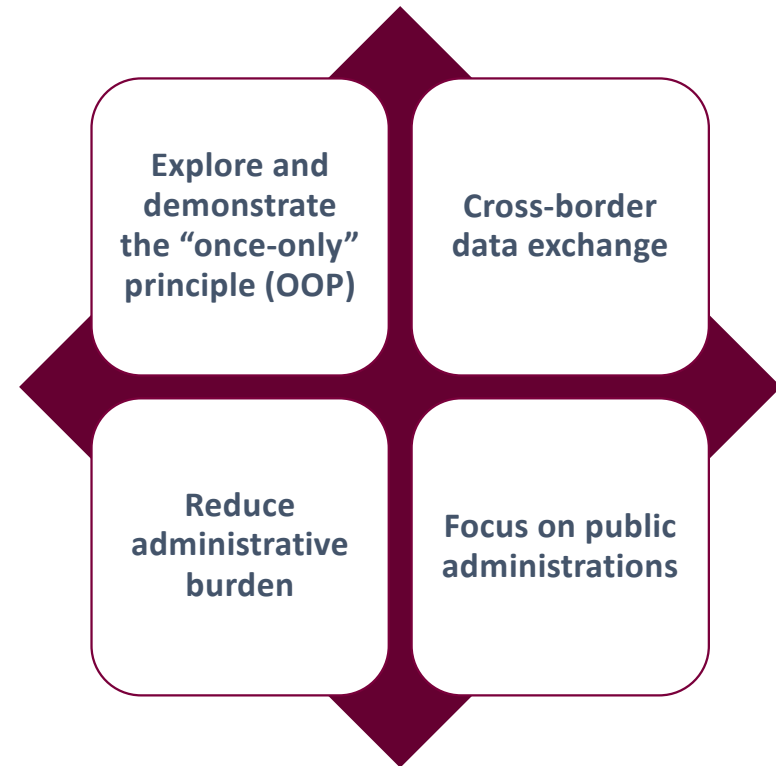 Explore and
demonstrate
the “once-only”
principle (OOP)
Cross-border
data exchange
Reduce
administrative
burden
Focus on public
administrations